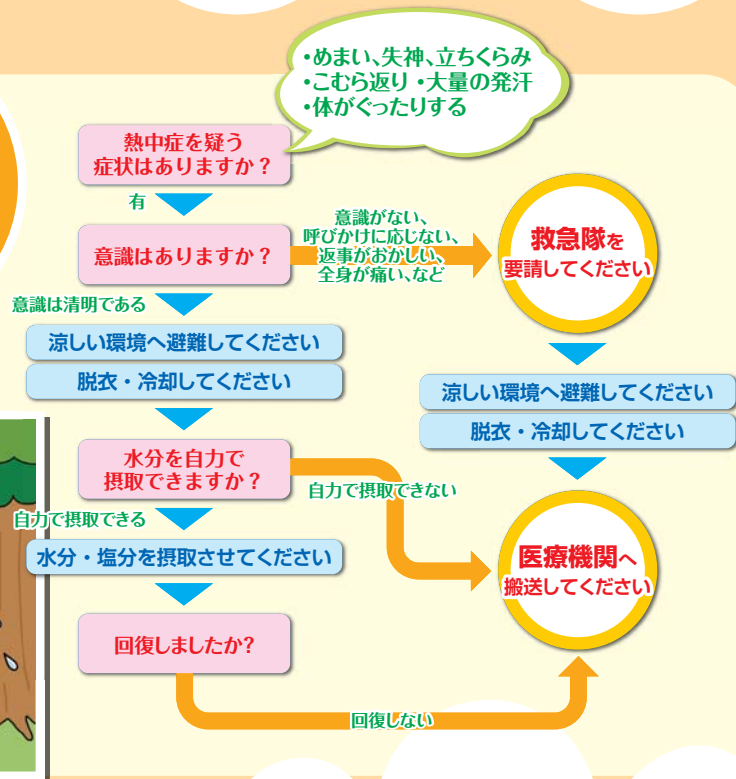 ・めまい、失神、立ちくらみ
・こむら返り ・大量の発汗
・体がぐったりする
熱中症を疑う
症状はありますか？
有
意識はありますか？
意識がない、
呼びかけに応じない、
返事がおかしい、
全身が痛い、など
救急隊を
要請してください
意識は清明である
涼しい環境へ避難してください
脱衣・冷却してください
涼しい環境へ避難してください
脱衣・冷却してください
水分を自力で
摂取できますか？
自力で摂取できない
自力で摂取できる
水分・塩分を摂取させてください
医療機関へ
搬送してください
回復しましたか?
回復しない